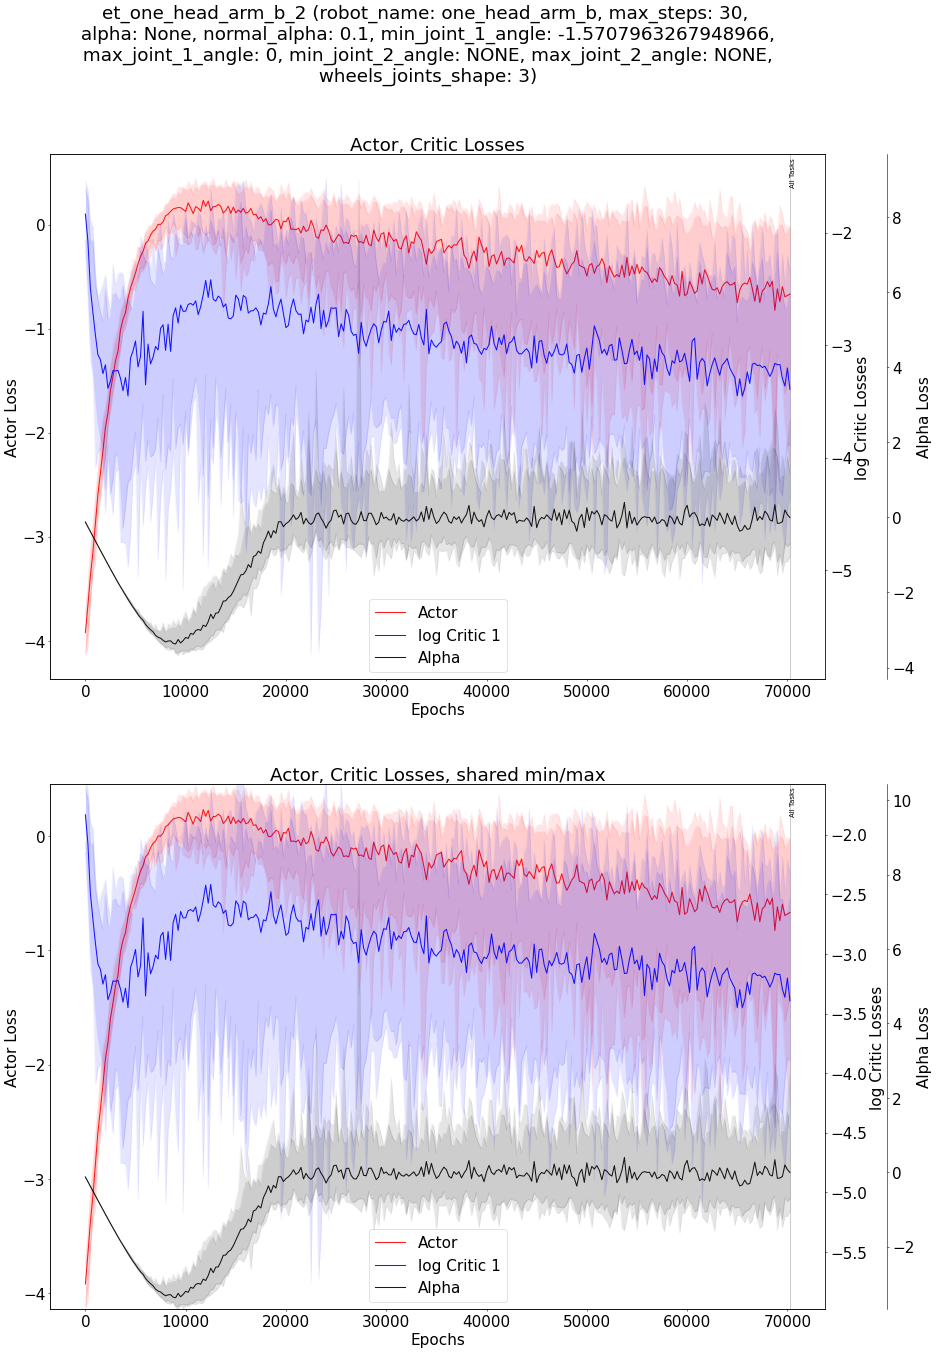 et_one_head_arm_b_2 (robot_name: one_head_arm_b, max_steps: 30,
alpha: None, normal_alpha: 0.1, min_joint_1_angle: -1.5707963267948966,
max_joint_1_angle: 0, min_joint_2_angle: NONE, max_joint_2_angle: NONE,
wheels_joints_shape: 3)
Actor, Critic Losses
All Tasks
0
−1
−2
−3
−4
Actor Loss
−2
−3
−4
−5
log Critic Losses
8
6
4
2
0
−2
−4
Alpha Loss
Actor
log Critic 1
Alpha
0
10000
20000
30000
40000
50000
60000
70000
Epochs
Actor, Critic Losses, shared min/max
All Tasks
0
−1
−2
−3
−4
Actor Loss
−2.0
−2.5
−3.0
−3.5
−4.0
−4.5
−5.0
−5.5
log Critic Losses
10
8
6
4
2
0
−2
Alpha Loss
Actor
log Critic 1
Alpha
0
10000
20000
30000
40000
50000
60000
70000
Epochs